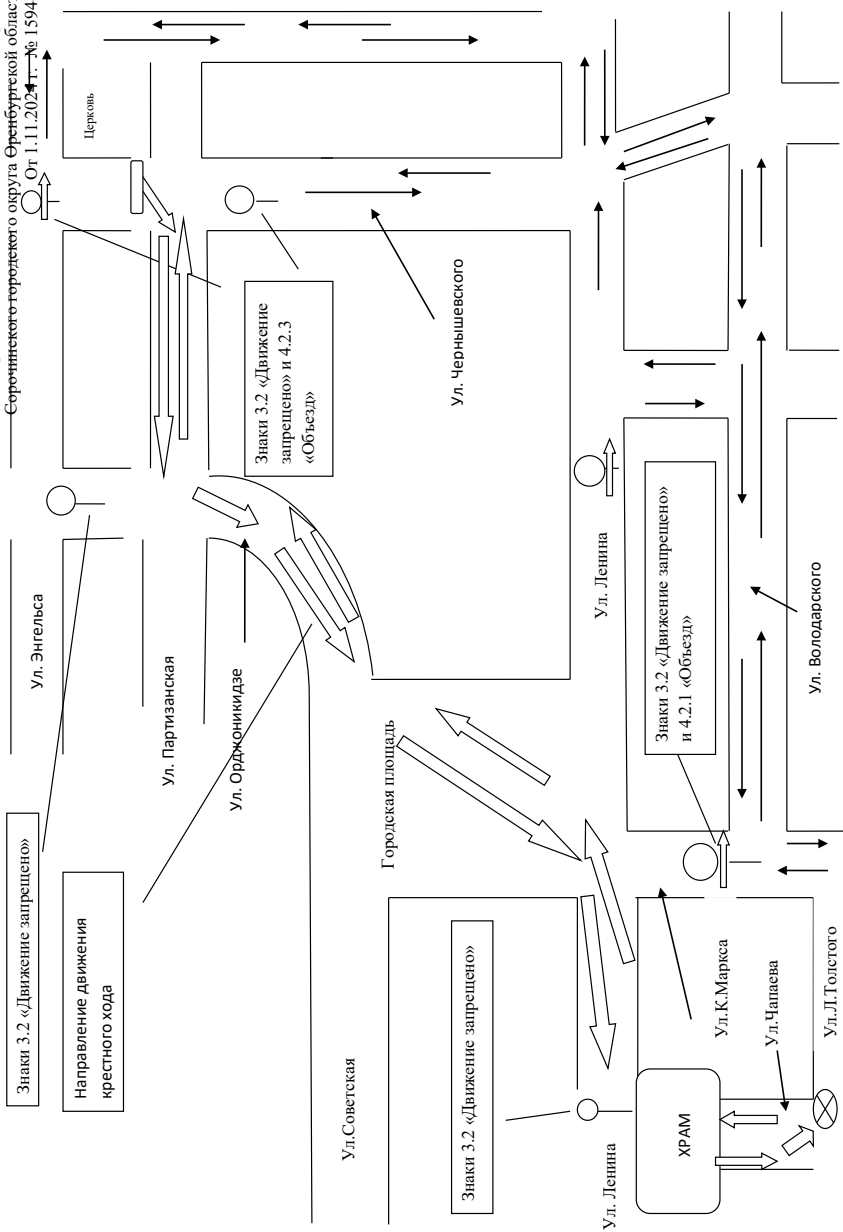 Сорочинского городского округа Оренбургской област
От 1.11.2024 г. № 1594-
Церковь
Ул. Энгельса
Ул. Партизанская
Ул. Орджоникидзе
Знаки 3.2 «Движение
запрещено» и 4.2.3
«Объезд»
Ул. Чернышевского
Знаки 3.2 «Движение запрещено»
Направление движения
крестного хода
Городская площадь
Ул. Ленина
Знаки 3.2 «Движение запрещено»
и 4.2.1 «Объезд»
Ул. Володарского
Ул.Советская
Знаки 3.2 «Движение запрещено»
Ул. Ленина
ХРАМ
Ул.К.Маркса
Ул.Чапаева
Ул.Л.Толстого